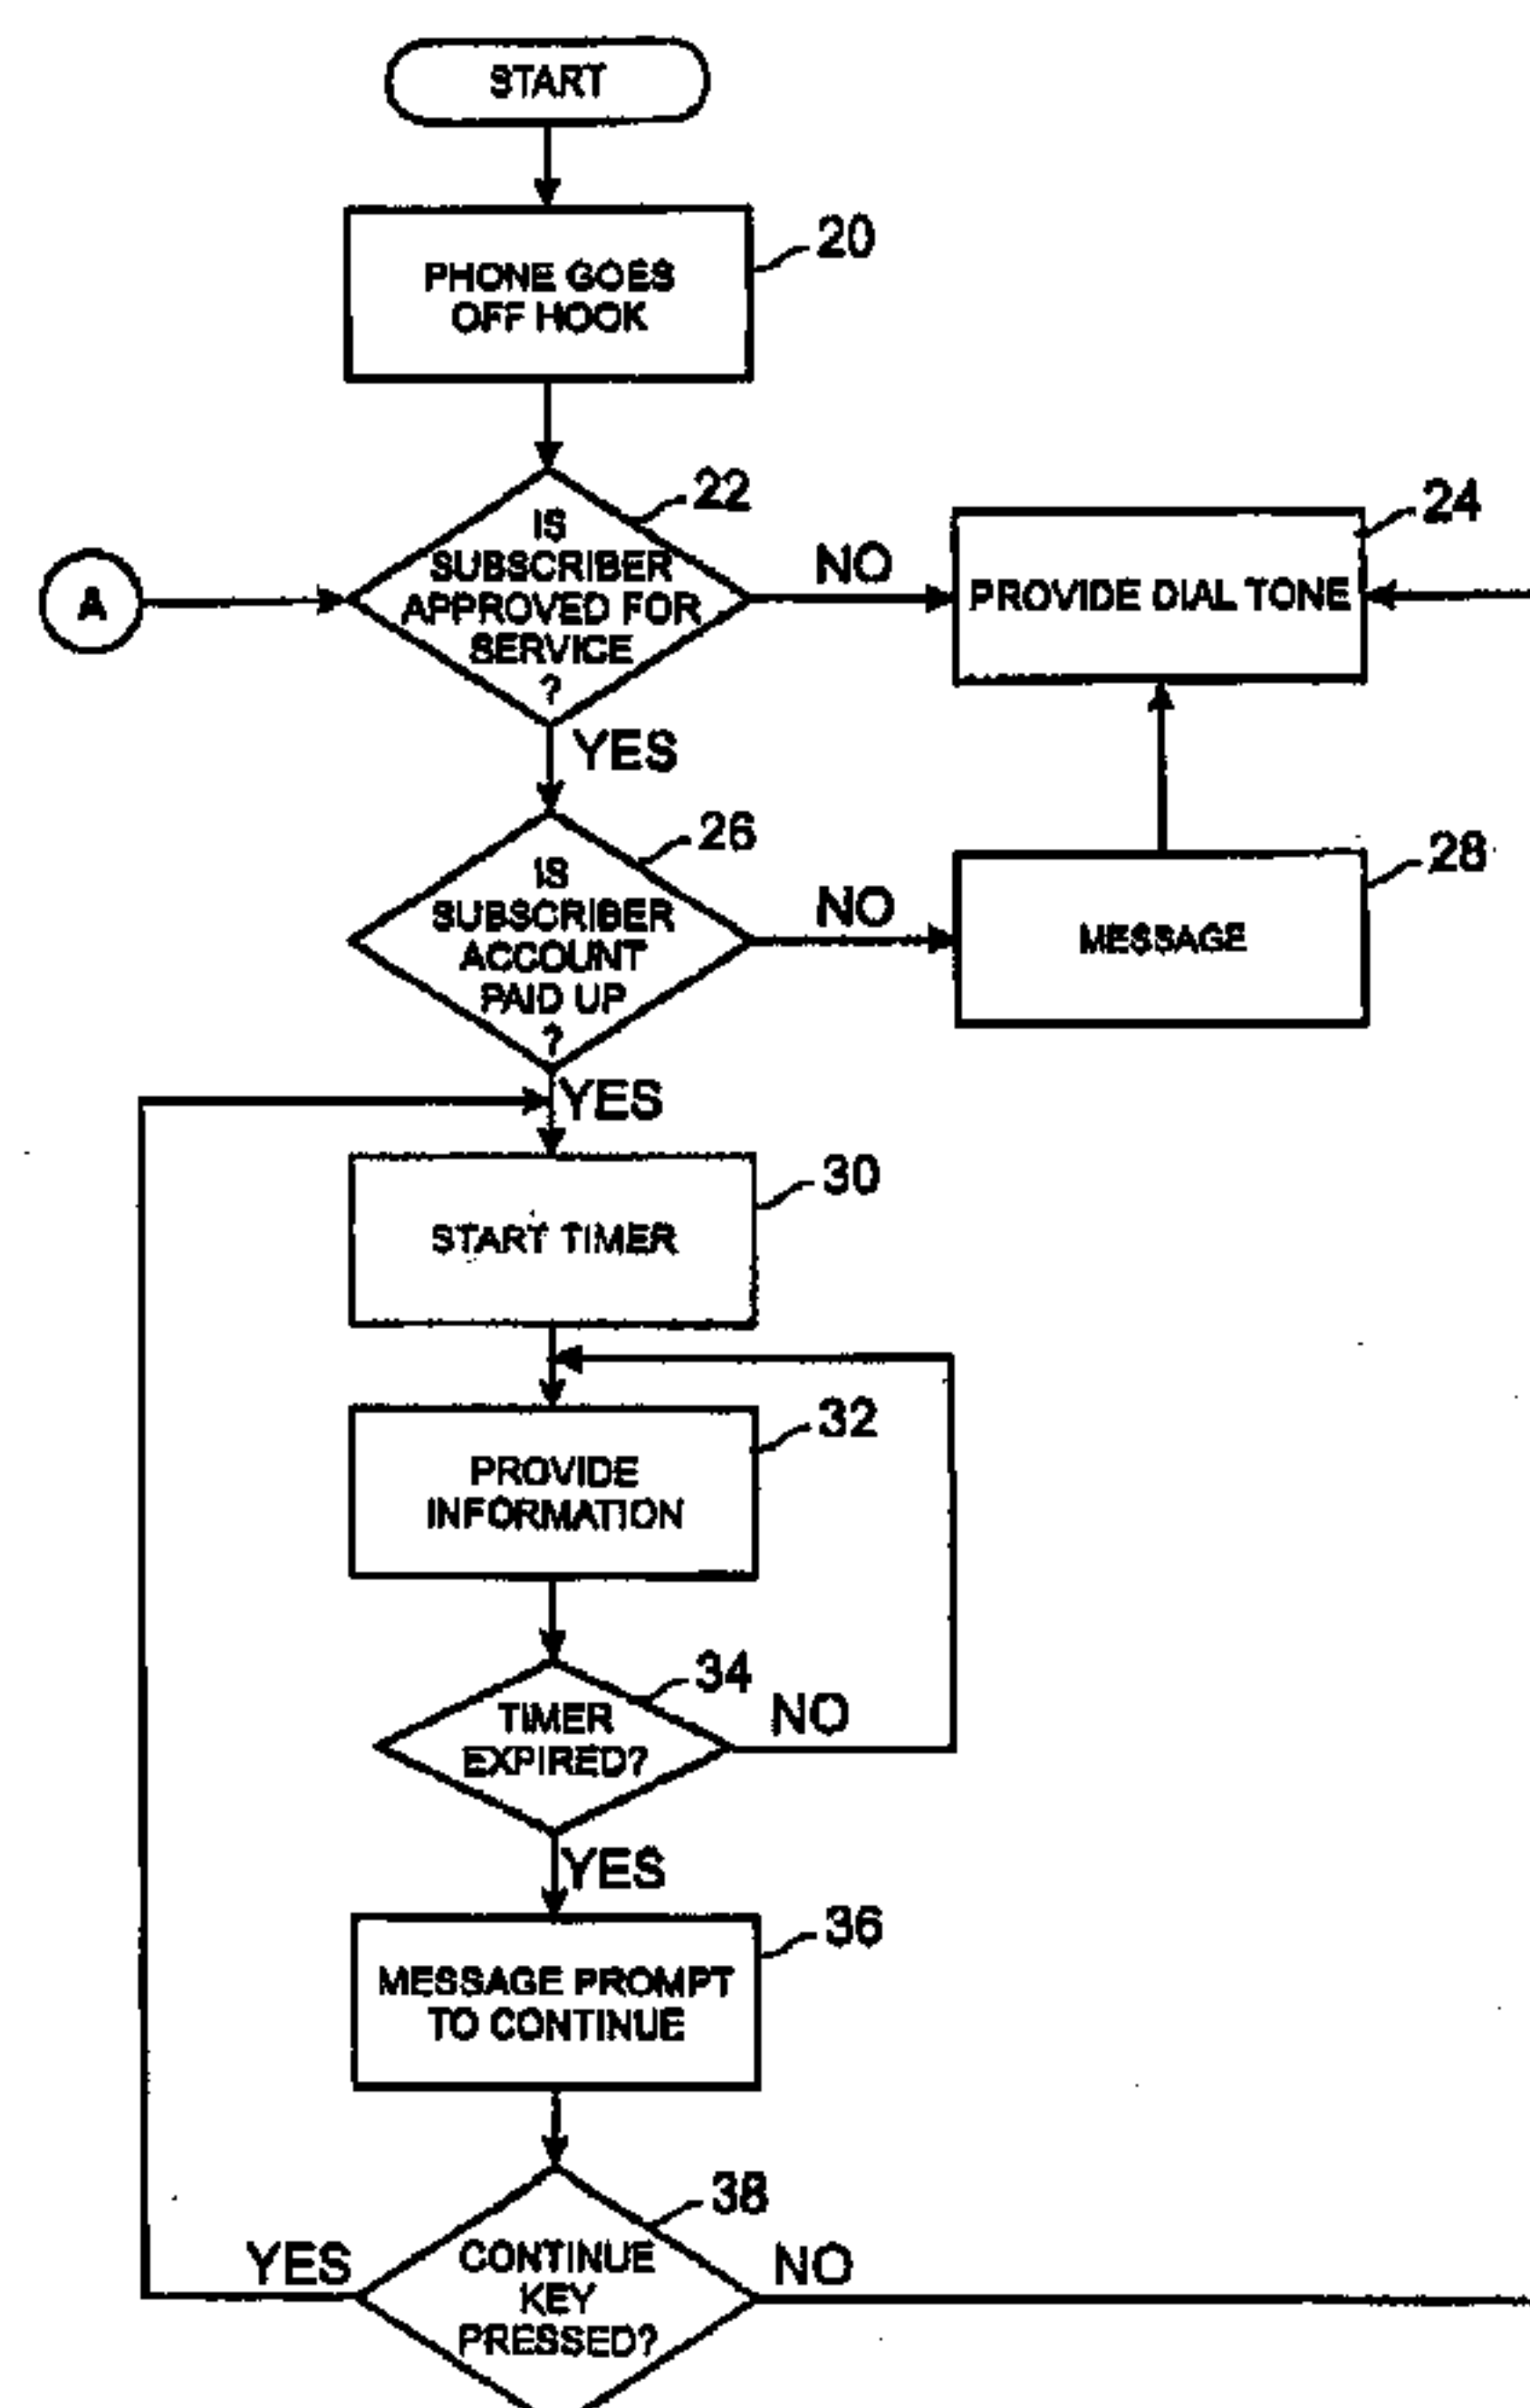 START
PHONE GOES
OFF HOOK
20
IS
SUBSCRIBER
APPROVED FOR
SERVICE
?
22
A
NO
PROVIDE DIAL TONE
24
YES
IS
SUBSCRIBER
ACCOUNT
PAID UP
?
26
NO
MESSAGE
28
YES
START TIMER
30
PROVIDE
INFORMATION
32
TIMER
EXPIRED?
34
NO
YES
MESSAGE PROMPT
TO CONTINUE
36
CONTINUE
KEY
PRESSED?
38
YES
NO